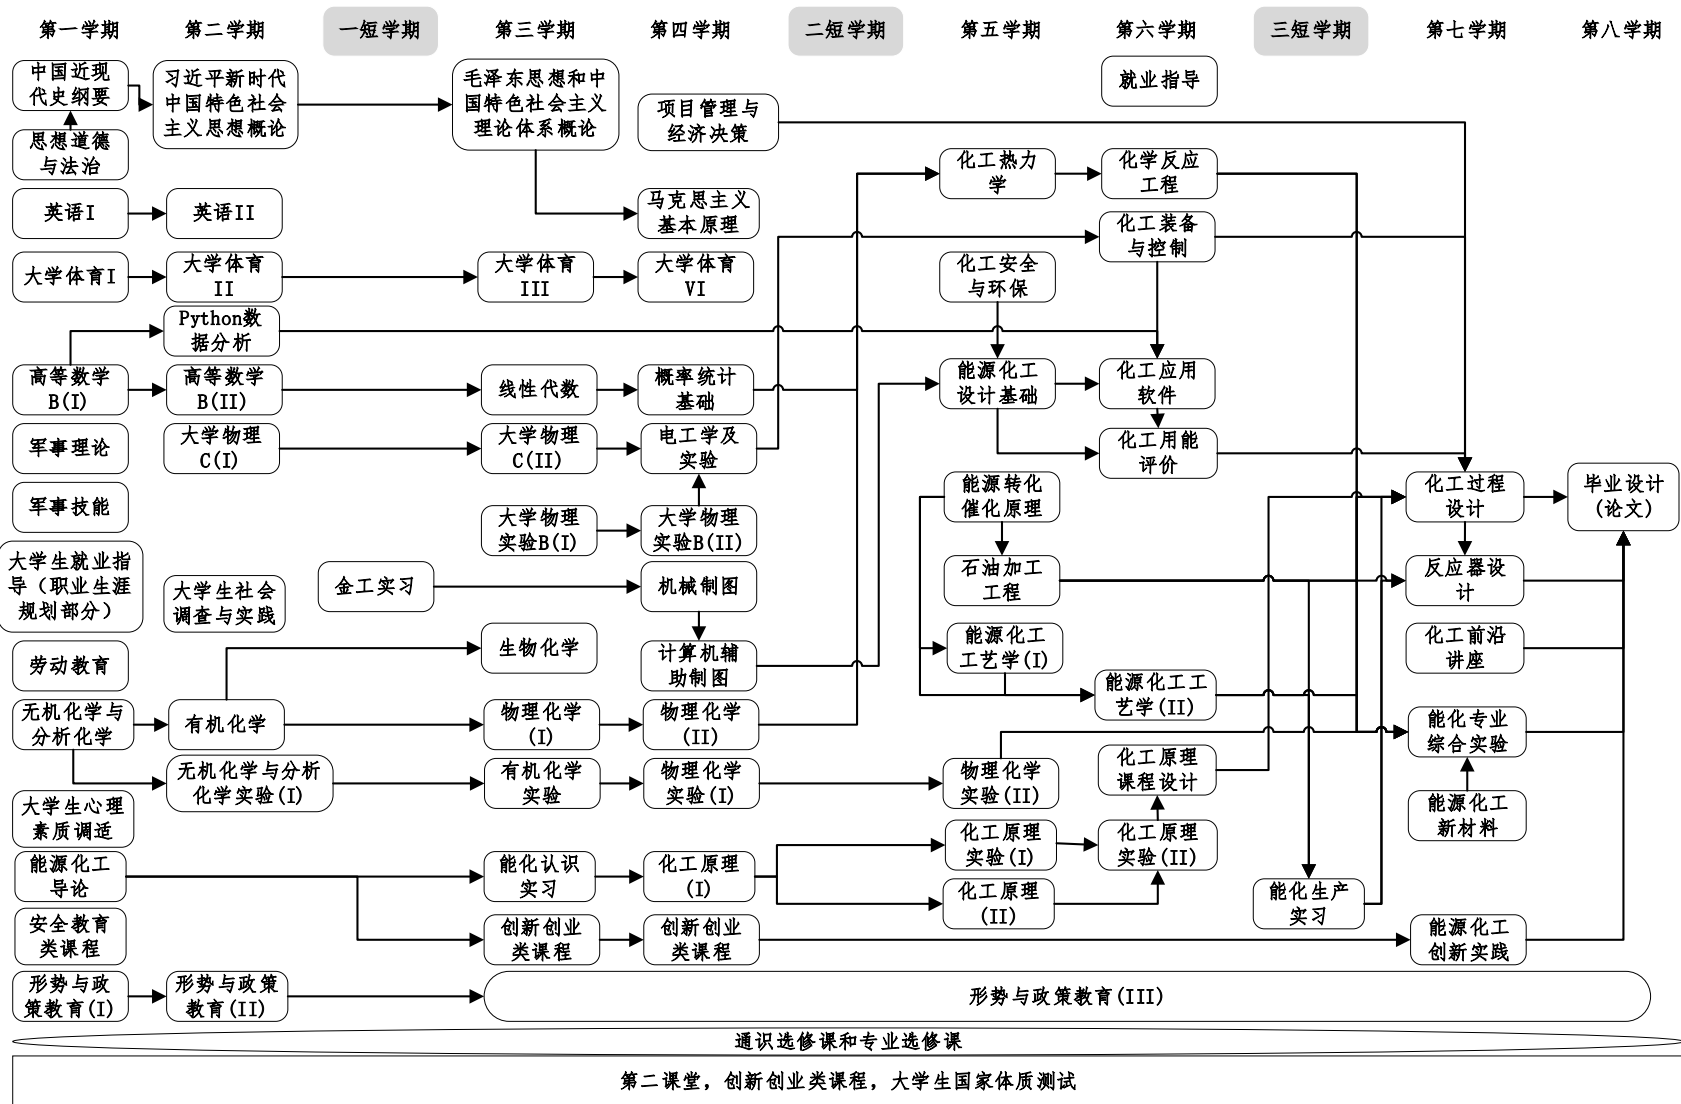 第一学期
第二学期
一短学期
第三学期
第四学期
二短学期
第五学期
第六学期
三短学期
第七学期
第八学期
中国近现
代史纲要
习近平新时代
中国特色社会
主义思想概论
毛泽东思想和中
国特色社会主义
理论体系概论
项目管理与
经济决策
就业指导
思想道德
与法治
化工热力
学
化学反应
工程
英语I
英语II
马克思主义
基本原理
化工装备
与控制
大学体育I
大学体育
II
大学体育
III
大学体育
VI
化工安全
与环保
Python数
据分析
高等数学
B(I)
高等数学
B(II)
线性代数
概率统计
基础
能源化工
设计基础
化工应用
软件
军事理论
大学物理
C(I)
大学物理
C(II)
电工学及
实验
化工用能
评价
军事技能
大学物理
实验B(I)
大学物理
实验B(II)
能源转化
催化原理
化工过程
设计
毕业设计
(论文)
大学生就业指
导（职业生涯
规划部分）
大学生社会
调查与实践
金工实习
机械制图
石油加工
工程
反应器设
计
劳动教育
生物化学
计算机辅
助制图
能源化工
工艺学(I)
化工前沿
讲座
无机化学与
分析化学
有机化学
物理化学
(I)
物理化学
(II)
能源化工工
艺学(II)
能化专业
综合实验
无机化学与分析
化学实验(I)
有机化学
实验
物理化学
实验(I)
物理化学
实验(II)
化工原理
课程设计
大学生心理
素质调适
化工原理
实验(I)
化工原理
实验(II)
能源化工
新材料
能源化工
导论
能化认识
实习
化工原理
(I)
化工原理
(II)
能化生产
实习
安全教育
类课程
创新创业
类课程
创新创业
类课程
能源化工
创新实践
形势与政
策教育(I)
形势与政策
教育(II)
形势与政策教育(III)
通识选修课和专业选修课
第二课堂，创新创业类课程，大学生国家体质测试